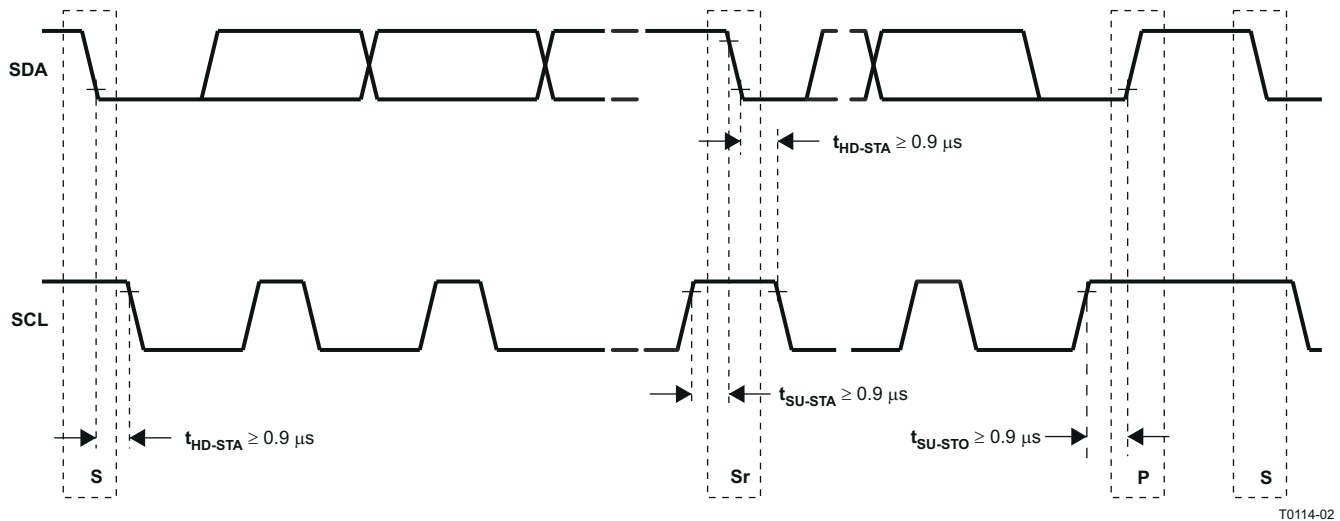 SDA
t_HD-STA ≥ 0.9 μs
SCL
t_SU-STA ≥ 0.9 μs
t_HD-STA ≥ 0.9 μs
t_SU-STO ≥ 0.9 μs
S
Sr
P
S
T0114-02